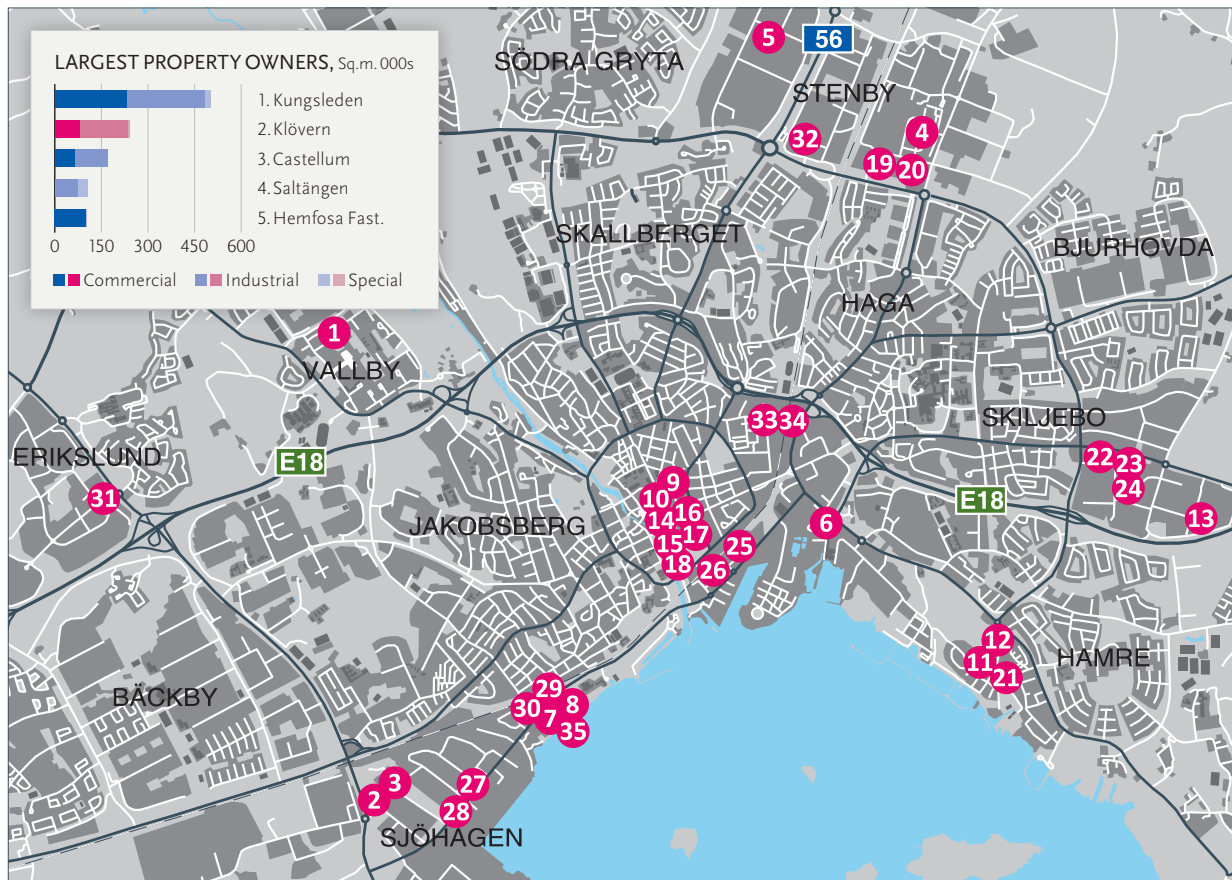 LARGEST PROPERTY OWNERS, Sq.m. 000s
1. Kungsleden
2. Klövern
3. Castellum
4. Saltängen
5. Hemfosa Fast.
0 150 300 450 600
Commercial Industrial Special
5
56
SÖDRA GRYTA
STENBY
4
32
19
20
SKALLBERGET
BJURHOVDA
HAGA
1
VALLBY
33
34
SKILJEBO
ERIKSLUND
E18
22
23
9
24
31
10
E18
16
13
14
6
JAKOBSBERG
17
15
25
18
26
12
11
HAMRE
21
BÄCKBY
29
8
30
7
35
3
27
2
28
SJÖHAGEN